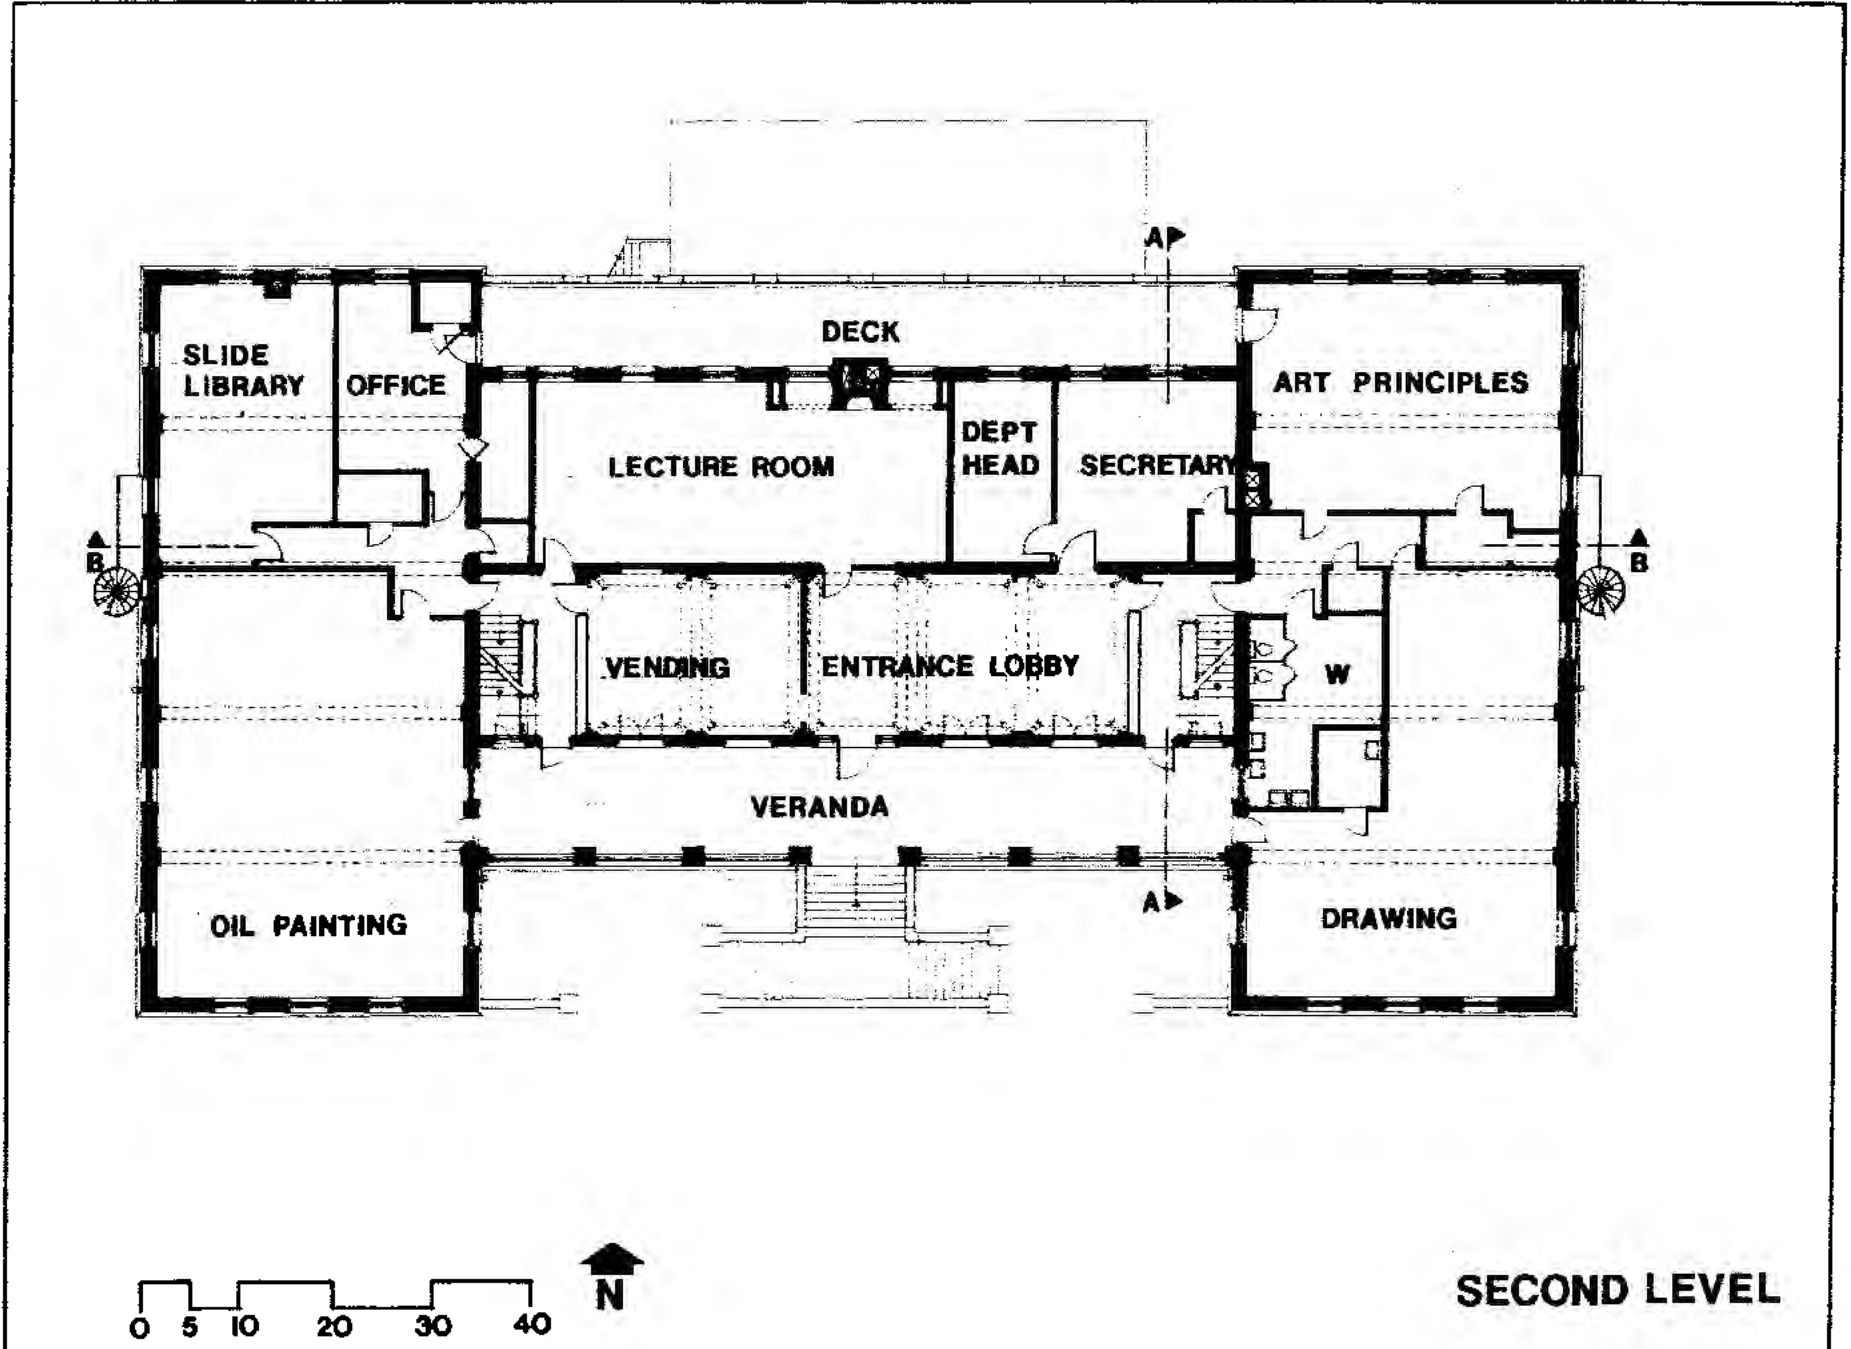 A
DECK
SLIDE
LIBRARY
OFFICE
ART PRINCIPLES
DEPT
HEAD
LECTURE ROOM
SECRETARY
B
B
VENDING
ENTRANCE LOBBY
W
VERANDA
A
OIL PAINTING
DRAWING
N
0 5 10 20 30 40
SECOND LEVEL